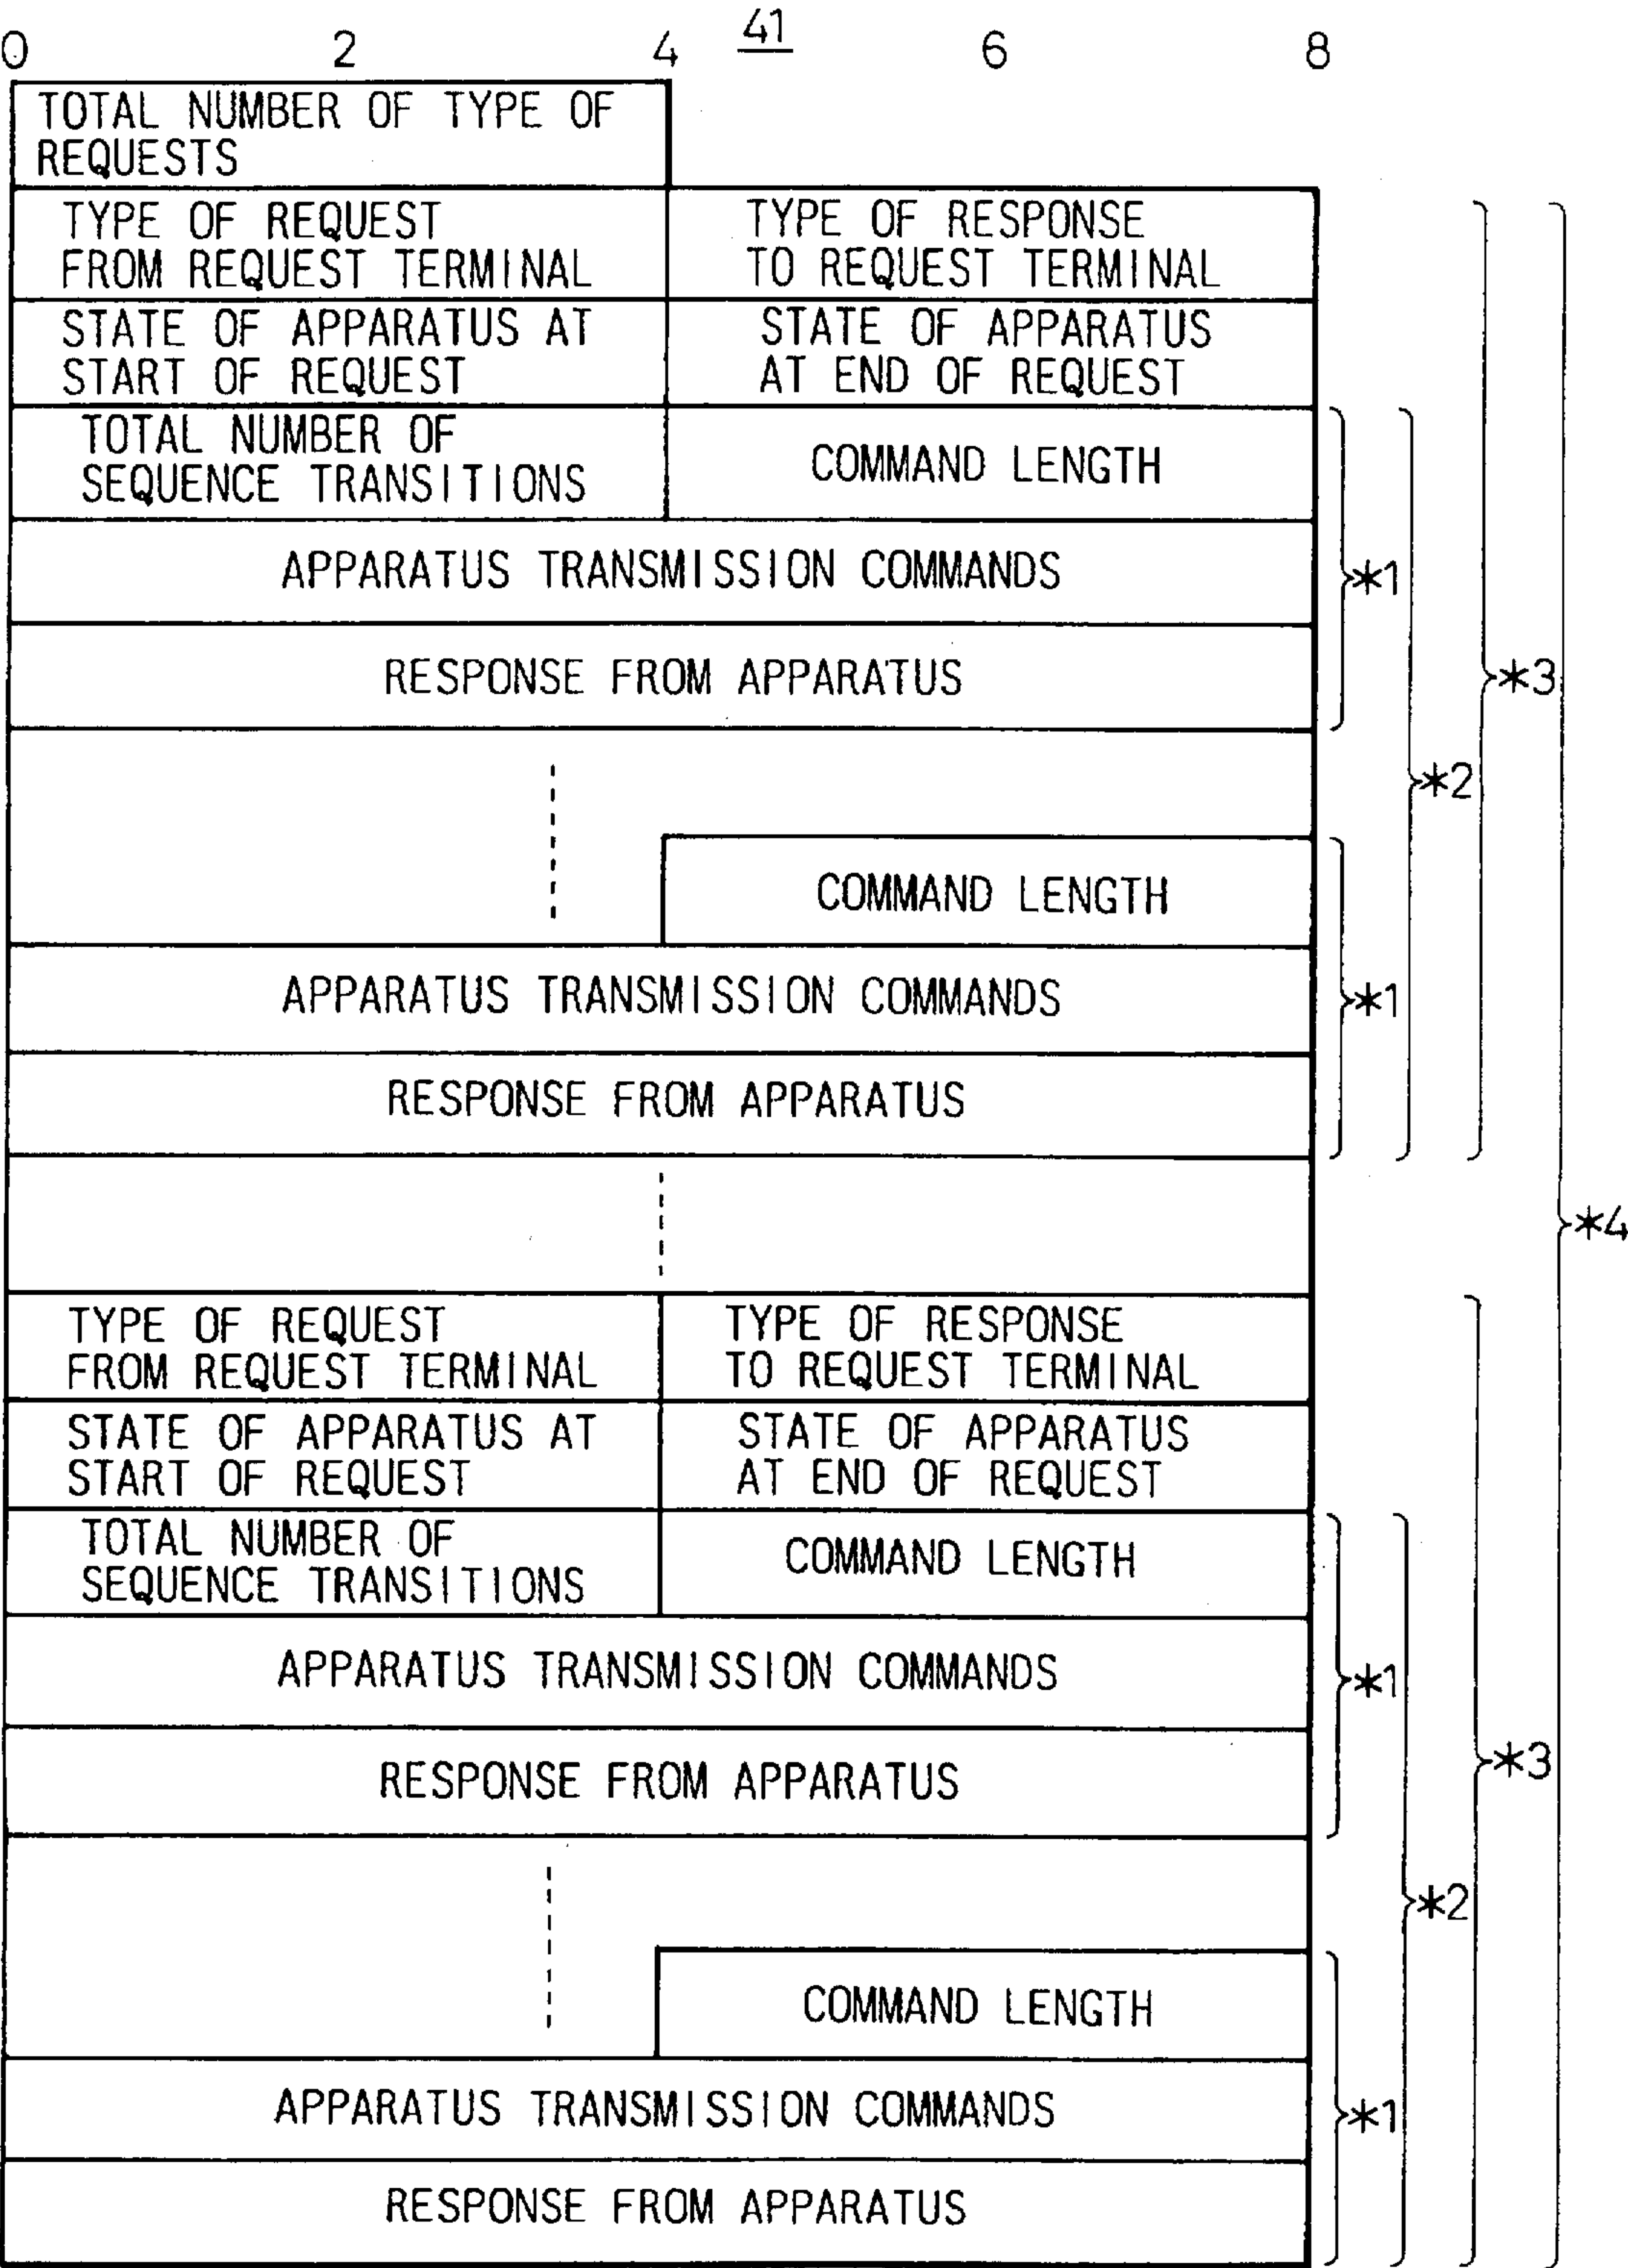 0 2 4 41 6 8
TOTAL NUMBER OF TYPE OF
REQUESTS
TYPE OF REQUEST
FROM REQUEST TERMINAL
TYPE OF RESPONSE
TO REQUEST TERMINAL
STATE OF APPARATUS AT
START OF REQUEST
STATE OF APPARATUS
AT END OF REQUEST
TOTAL NUMBER OF
SEQUENCE TRANSITIONS
COMMAND LENGTH
APPARATUS TRANSMISSION COMMANDS
*1
RESPONSE FROM APPARATUS
*3
*2
COMMAND LENGTH
APPARATUS TRANSMISSION COMMANDS
*1
RESPONSE FROM APPARATUS
*4
TYPE OF REQUEST
FROM REQUEST TERMINAL
TYPE OF RESPONSE
TO REQUEST TERMINAL
STATE OF APPARATUS AT
START OF REQUEST
STATE OF APPARATUS
AT END OF REQUEST
TOTAL NUMBER OF
SEQUENCE TRANSITIONS
COMMAND LENGTH
APPARATUS TRANSMISSION COMMANDS
*1
RESPONSE FROM APPARATUS
*3
*2
COMMAND LENGTH
APPARATUS TRANSMISSION COMMANDS
*1
RESPONSE FROM APPARATUS